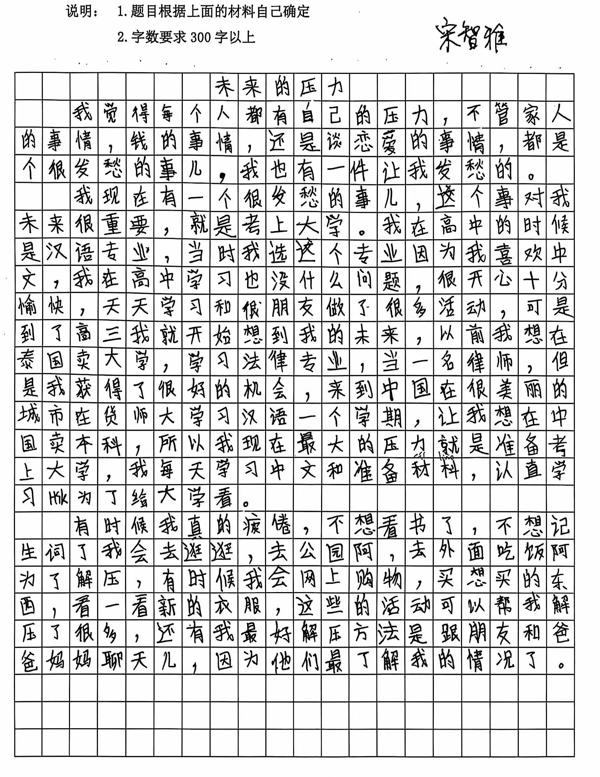 说明： 1.题目根据上面的材料自己确定
2.字数要求300字以上
宋智雅
未来的压力
我觉得每个人都有自己的压力，不管家人
的事情，钱的事情，还是谈恋爱的事情，都是
个很发愁的事儿，我也有一件让我发愁的。
我现在有一个很发愁的事儿，这个事对我
未来很重要，就是考上大学。我在高中的时候
是汉语专业，当时我选这个专业因为我喜欢中
文，我在高中学习也没什么问题，很开心十分
愉快，天天学习和很朋友做了很多活动，可是
到了高三我就开始想到我的未来，以前我想在
泰国卖大学，学习法律专业，当一名律师，但
是我获得了很好的机会，来到中国在很美丽的
城市在货师大学习汉语一个学期，让我想在中
国卖本科，所以我现在最大的压力就是准备考
上大学，我每天学习中文和准备材料，认直学
习HSK为了给大学看。
有时候我真的疲倦，不想看书了，不想记
生词了我会去逛逛，去公园阿，去外面吃饭阿
为了解压，有时候我会网上购物，买想买的东
西，看一看新的衣服，这些的活动可以帮我解
压了很多，还有我最好解压方法是跟朋友和爸
爸妈妈聊天儿，因为他们最了解我的情况了。